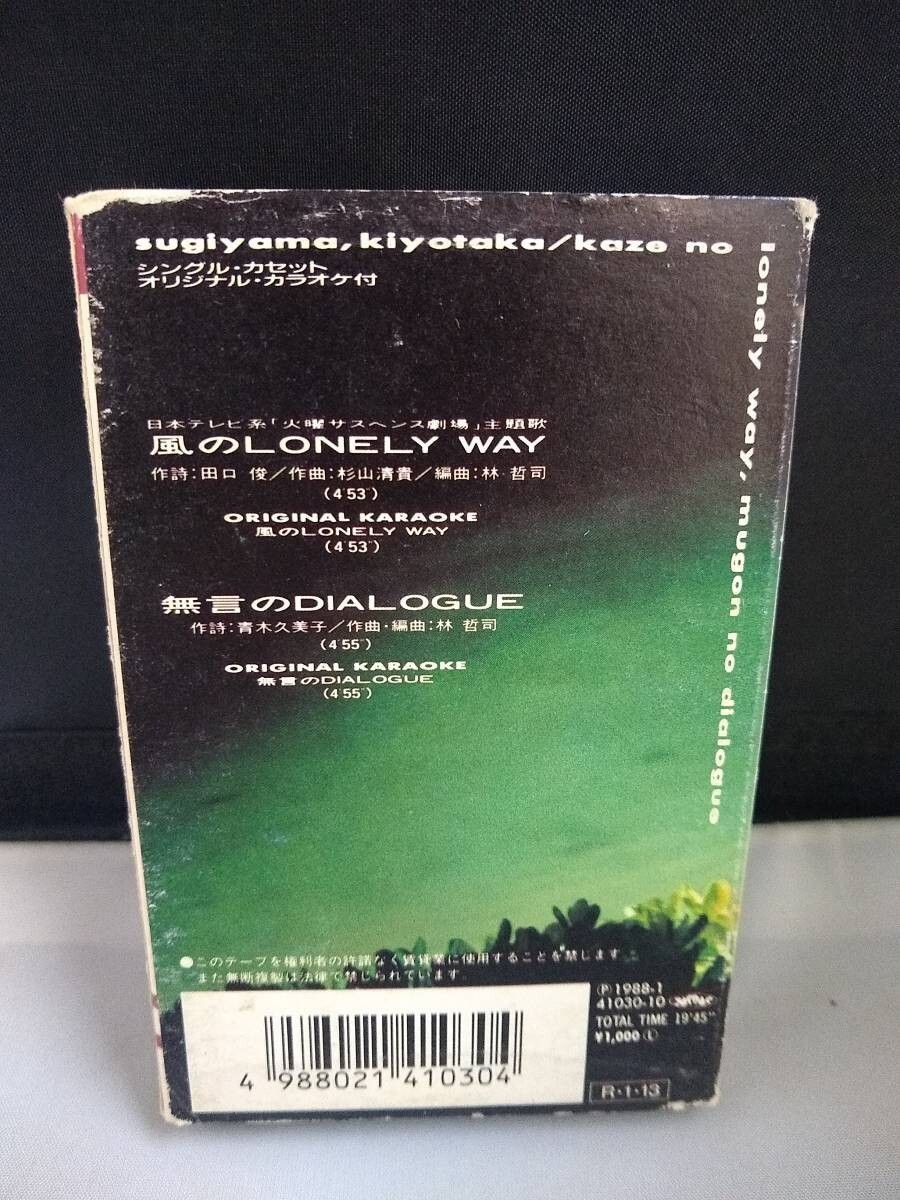 sugiyama, kiyotaka/kaze no
lonely way, mugon no dialogue
シングル・カセット
オリジナル・カラオケ付
日本テレビ系「火曜サスペンス劇場」主題歌
風のLONELY WAY
作詩:田口 俊/作曲:杉山清貴/編曲:林 哲司
(4'53")
ORIGINAL KARAOKE
風のLONELY WAY
(4'53")
無言のDIALOGUE
作詩:青木久美子/作曲・編曲:林 哲司
(4'55")
ORIGINAL KARAOKE
無言のDIALOGUE
(4'55")
●このテープを権利者の許諾なく賃貸業に使用することを禁じます。
また無断複製は法律で禁じられています。
Ⓟ1988-1
41030-10
TOTAL TIME 19'45"
¥1,000 Ⓛ
R・1・13
4 988021 410304